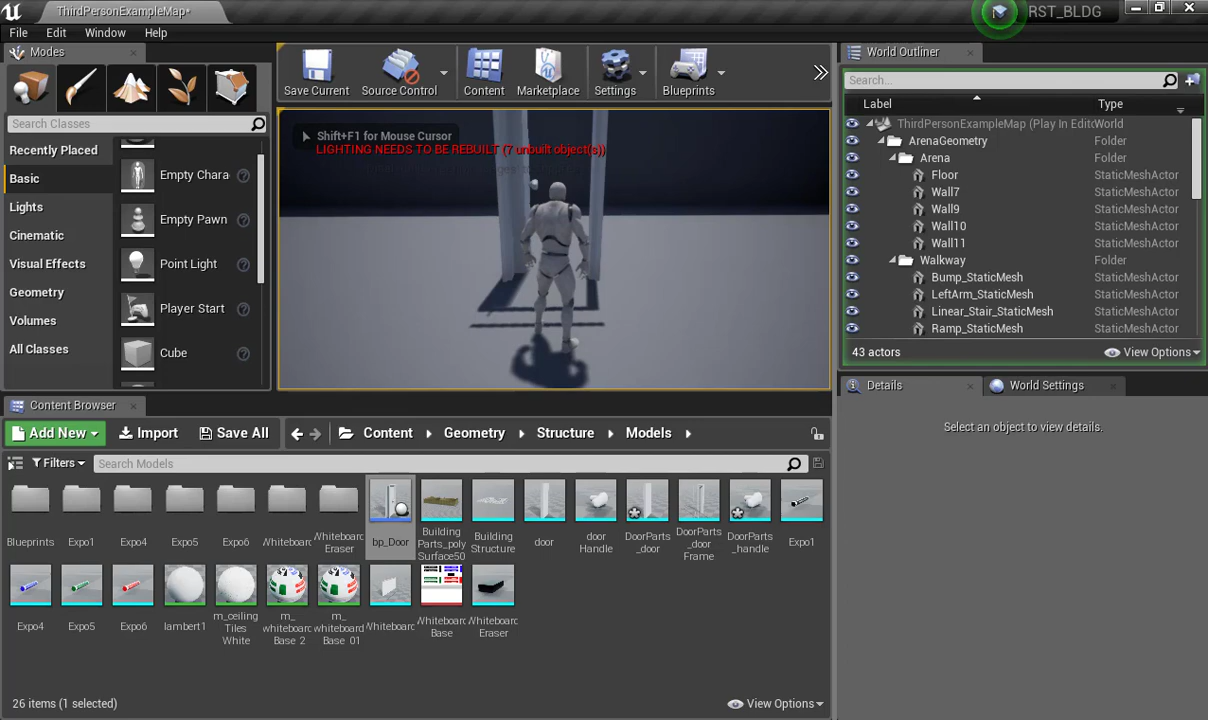 ThirdPersonExampleMap*
RST_BLDG
File Edit Window Help
Modes
Search Classes
Recently Placed
Basic
Lights
Cinematic
Visual Effects
Geometry
Volumes
All Classes
Empty Chara
Empty Pawn
Point Light
Player Start
Cube
Save Current
Source Control
Content
Marketplace
Settings
Blueprints
Shift+F1 for Mouse Cursor
LIGHTING NEEDS TO BE REBUILT (7 unbuilt object(s))
World Outliner
Search...
Label Type
ThirdPersonExampleMap (Play In Edito World
ArenaGeometry Folder
Arena Folder
Floor StaticMeshActor
Wall7 StaticMeshActor
Wall9 StaticMeshActor
Wall10 StaticMeshActor
Wall11 StaticMeshActor
Walkway Folder
Bump_StaticMesh StaticMeshActor
LeftArm_StaticMesh StaticMeshActor
Linear_Stair_StaticMesh StaticMeshActor
Ramp_StaticMesh StaticMeshActor
43 actors
View Options
Details
World Settings
Select an object to view details.
Content Browser
Add New Import Save All Content Geometry Structure Models
Filters
Search Models
Blueprints
Expo1
Expo4
Expo5
Expo6
Whiteboard
Whiteboard
Eraser
bp_Door
Building
Parts_poly
Surface50
Building
Structure
door
door
Handle
DoorParts
_door
DoorParts
_door
Frame
DoorParts
_handle
Expo1
Expo4
Expo5
Expo6
lambert1
m_ceiling
Tiles
White
m_
whiteboard
Base_2
m_
whiteboard
Base_01
Whiteboard
Whiteboard
Base
Whiteboard
Eraser
26 items (1 selected)
View Options